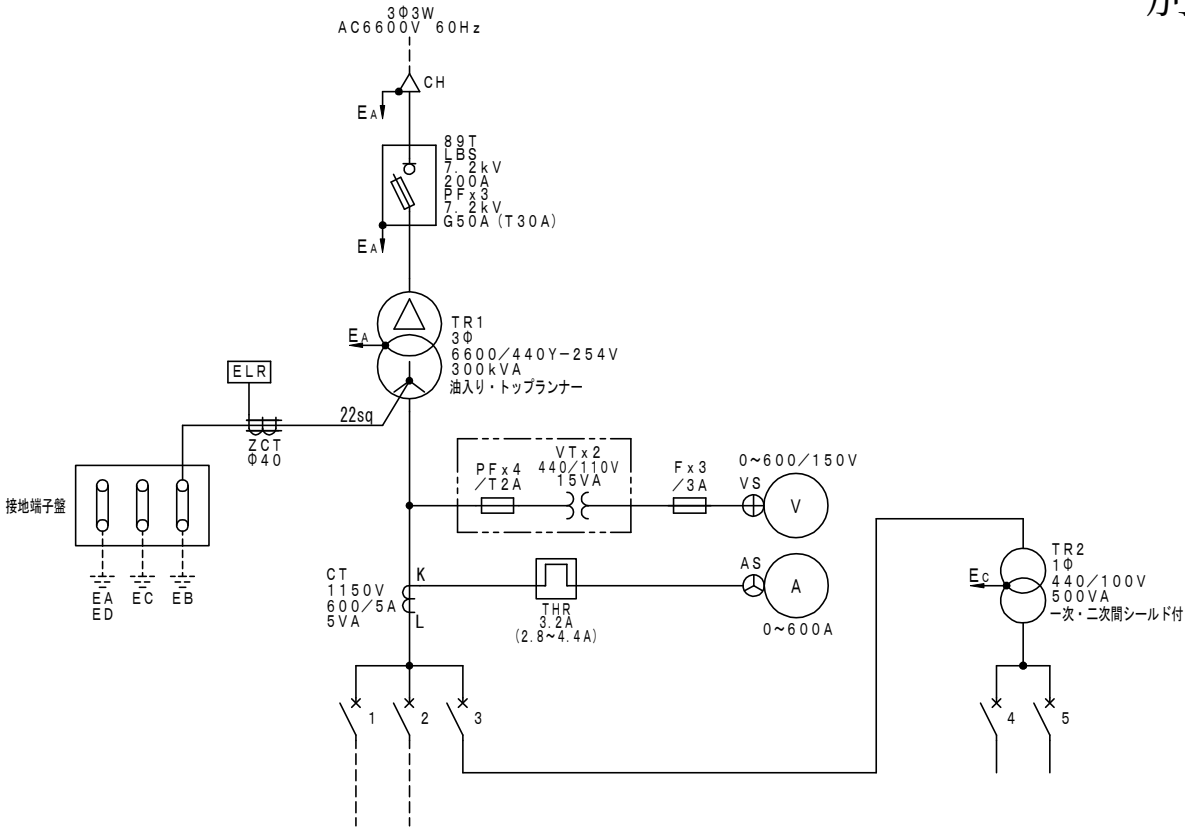 3Φ3W
AC6600V 60Hz
CH
EA
89T
LBS
7.2kV
200A
PFx3
7.2kV
G50A(T30A)
EA
TR1
3Φ
6600/440Y-254V
300kVA
油入り・トップランナー
EA
ELR
22sq
ZCT
Φ40
接地端子盤
EA
ED
EC
EB
PFx4
/T2A
VTx2
440/110V
15VA
Fx3
/3A
0~600/150V
VS
V
CT
1150V
600/5A
5VA
K
L
THR
3.2A
(2.8~4.4A)
AS
A
0~600A
TR2
1Φ
440/100V
500VA
一次・二次間シールド付
EC
1
2
3
4
5